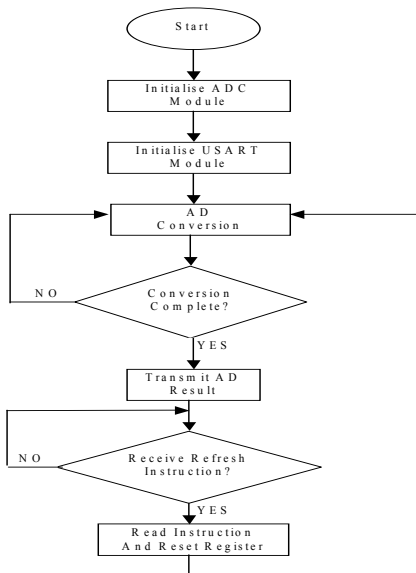 Start
Initialise ADC
Module
Initialise USART
Module
AD
Conversion
Conversion
Complete?
NO
YES
Transmit AD
Result
Receive Refresh
Instruction?
NO
YES
Read Instruction
And Reset Register